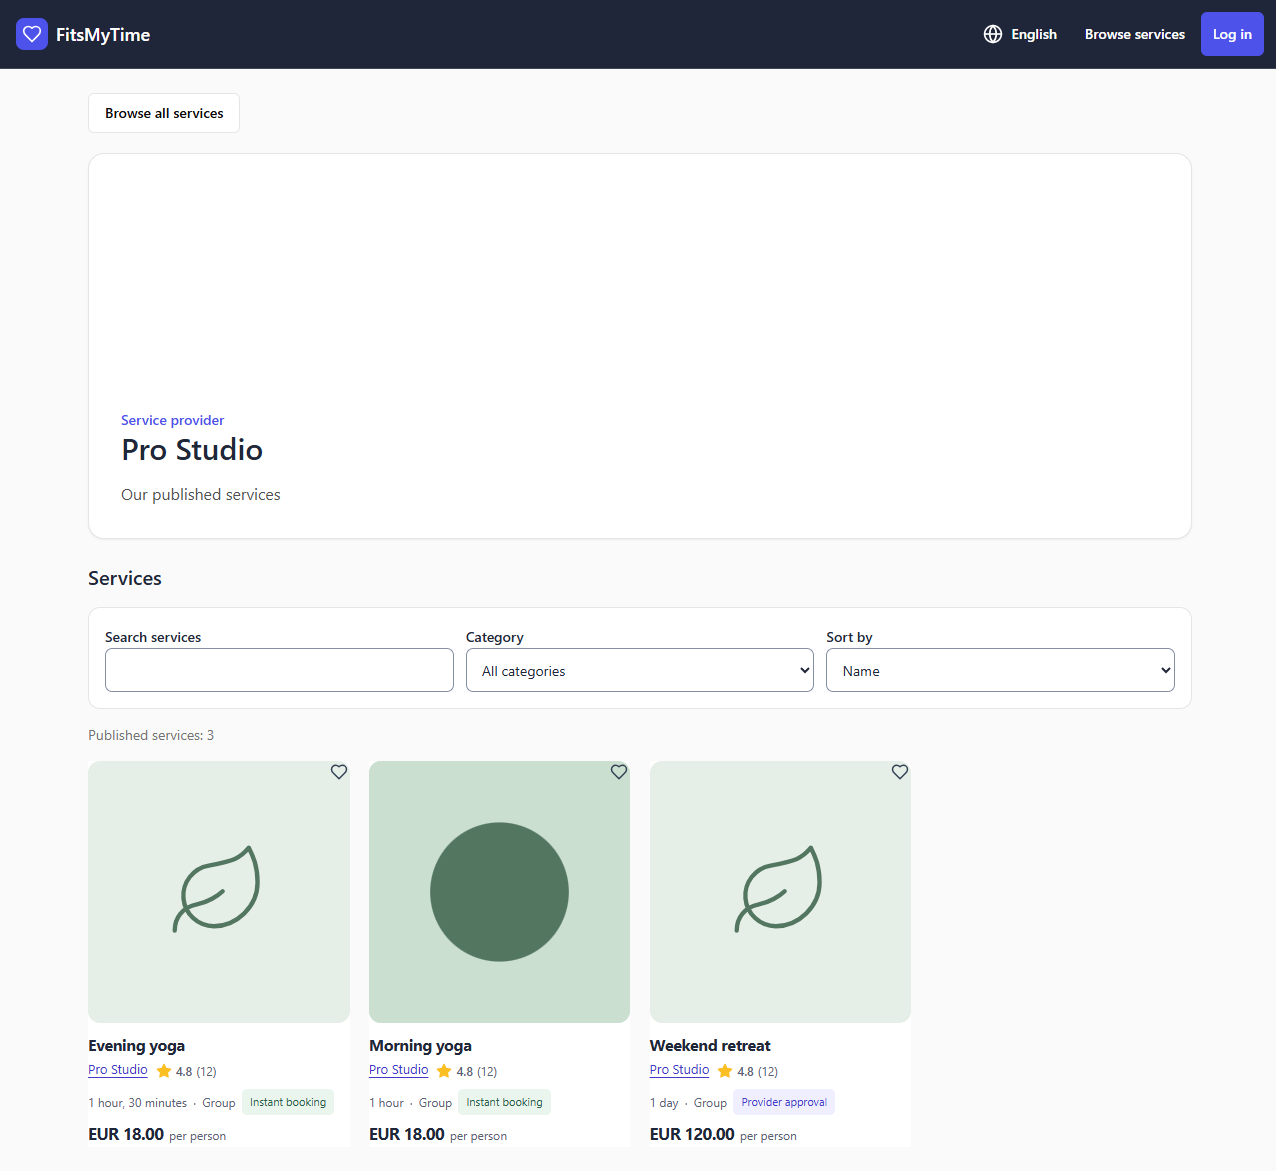 FitsMyTime
English
Browse services
Log in
Browse all services
Service provider
Pro Studio
Our published services
Services
Search services
Category
Sort by
All categories
Name
Published services: 3
Evening yoga
Pro Studio 4.8 (12)
1 hour, 30 minutes · Group Instant booking
EUR 18.00 per person
Morning yoga
Pro Studio 4.8 (12)
1 hour · Group Instant booking
EUR 18.00 per person
Weekend retreat
Pro Studio 4.8 (12)
1 day · Group Provider approval
EUR 120.00 per person